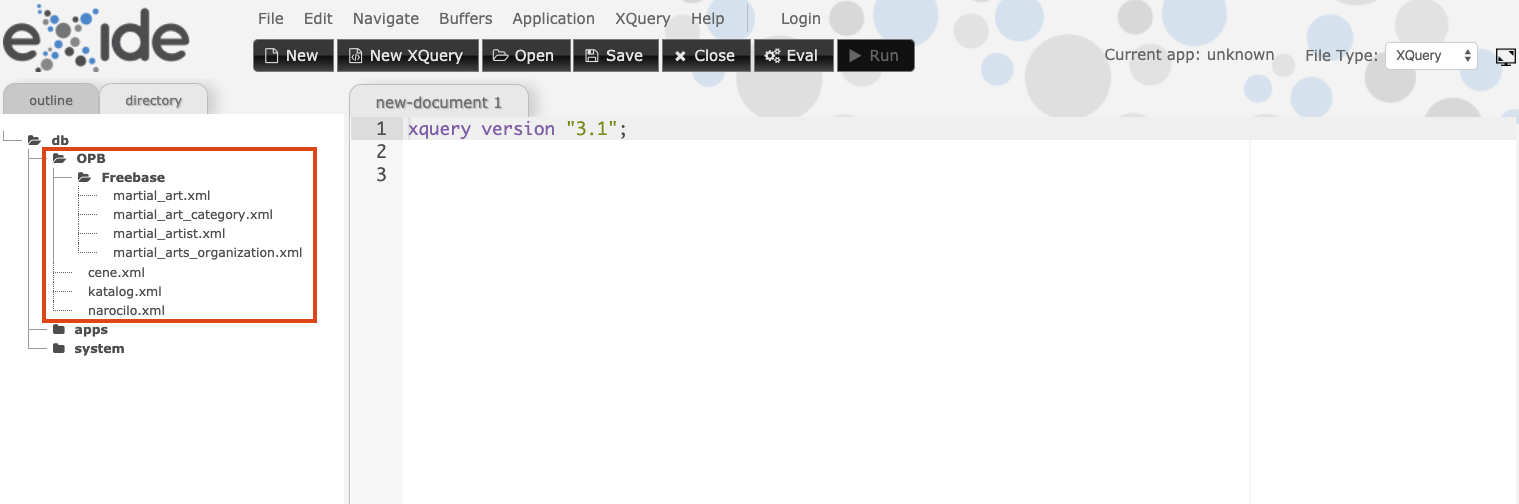 eXide
File Edit Navigate Buffers Application XQuery Help Login
New New XQuery Open Save Close Eval Run
Current app: unknown File Type: XQuery
outline directory
new-document 1
db
OPB
Freebase
martial_art.xml
martial_art_category.xml
martial_artist.xml
martial_arts_organization.xml
cene.xml
katalog.xml
narocilo.xml
apps
system
1 xquery version "3.1";
2
3